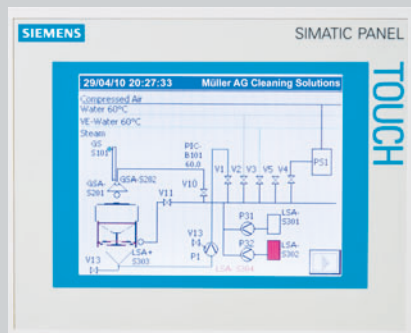 SIEMENS
SIMATIC PANEL
TOUCH
29/04/10 20:27:33 Müller AG Cleaning Solutions
Compressed Air
Water 60°C
VE-Water 60°C
Steam
GS
S101
PIC-
B101
60.0
V1 V2 V3 V5 V4
PS1
GSA-
S201
GSA-S202
V10
V11
P31
LSA-
S301
V13
P32
LSA-
S302
LSA+
S303
V13
P1
LSA-S304